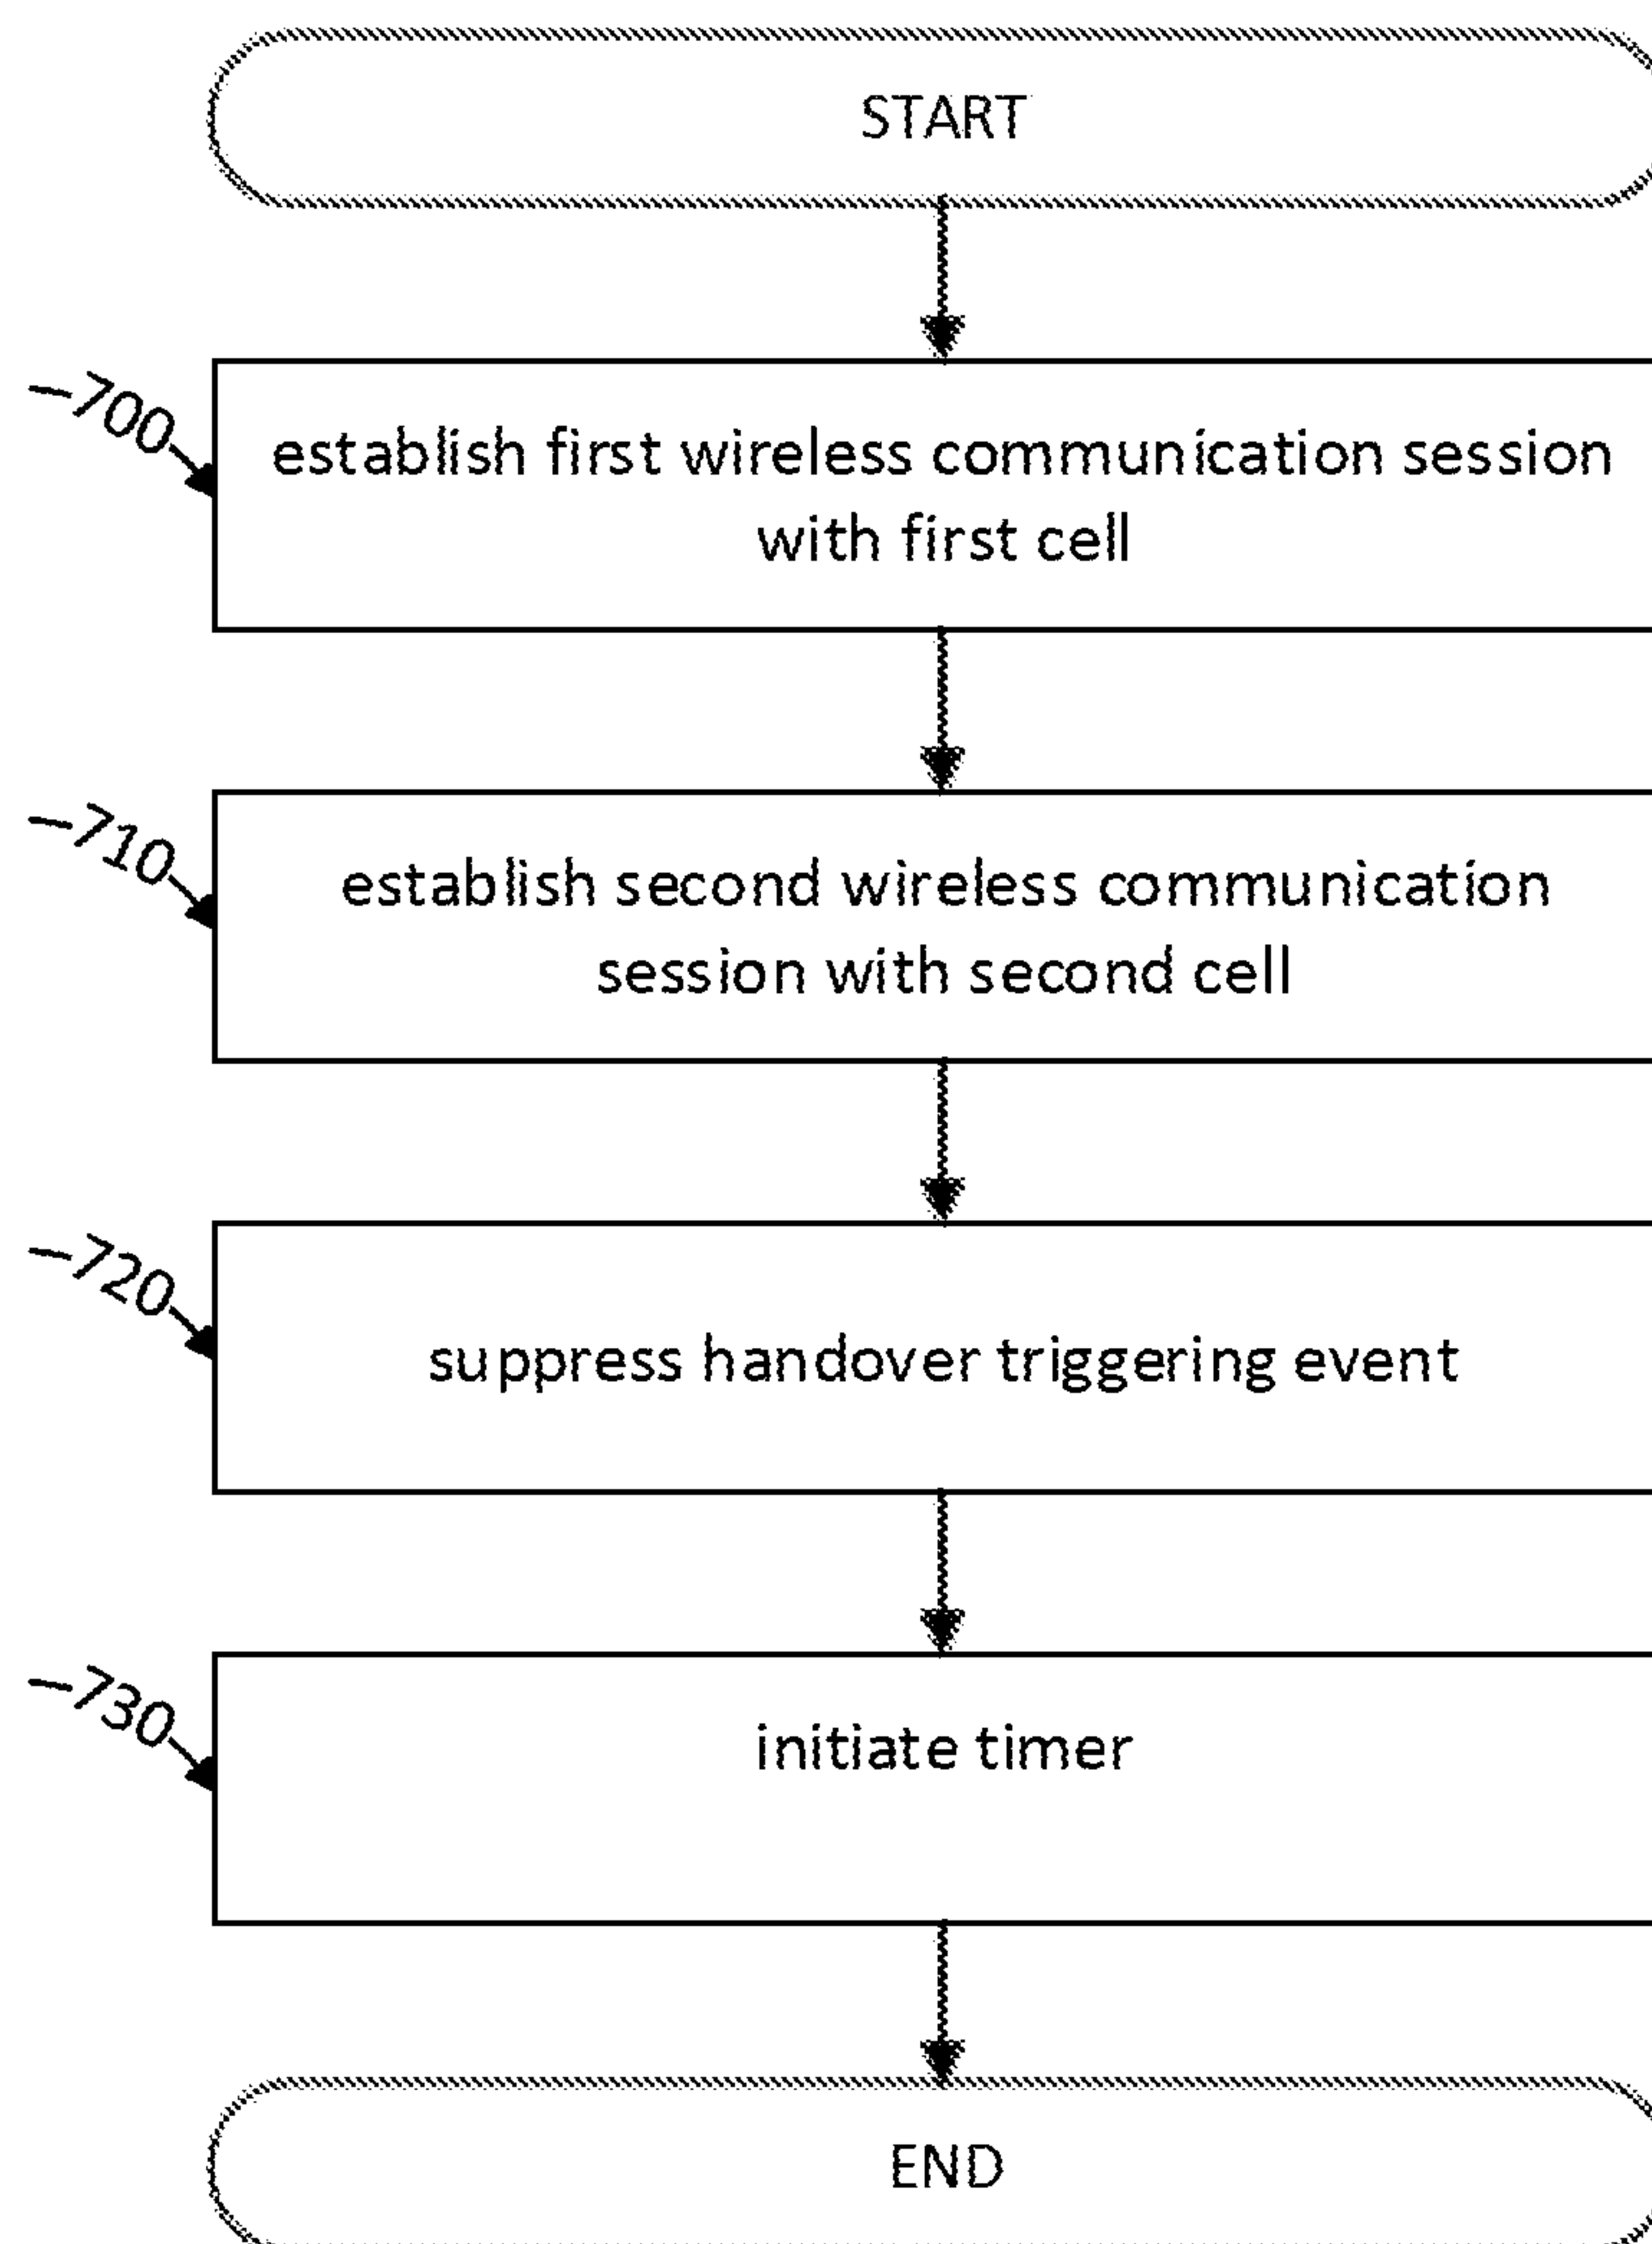 START
700
establish first wireless communication session
with first cell
710
establish second wireless communication
session with second cell
720
suppress handover triggering event
730
initiate timer
END